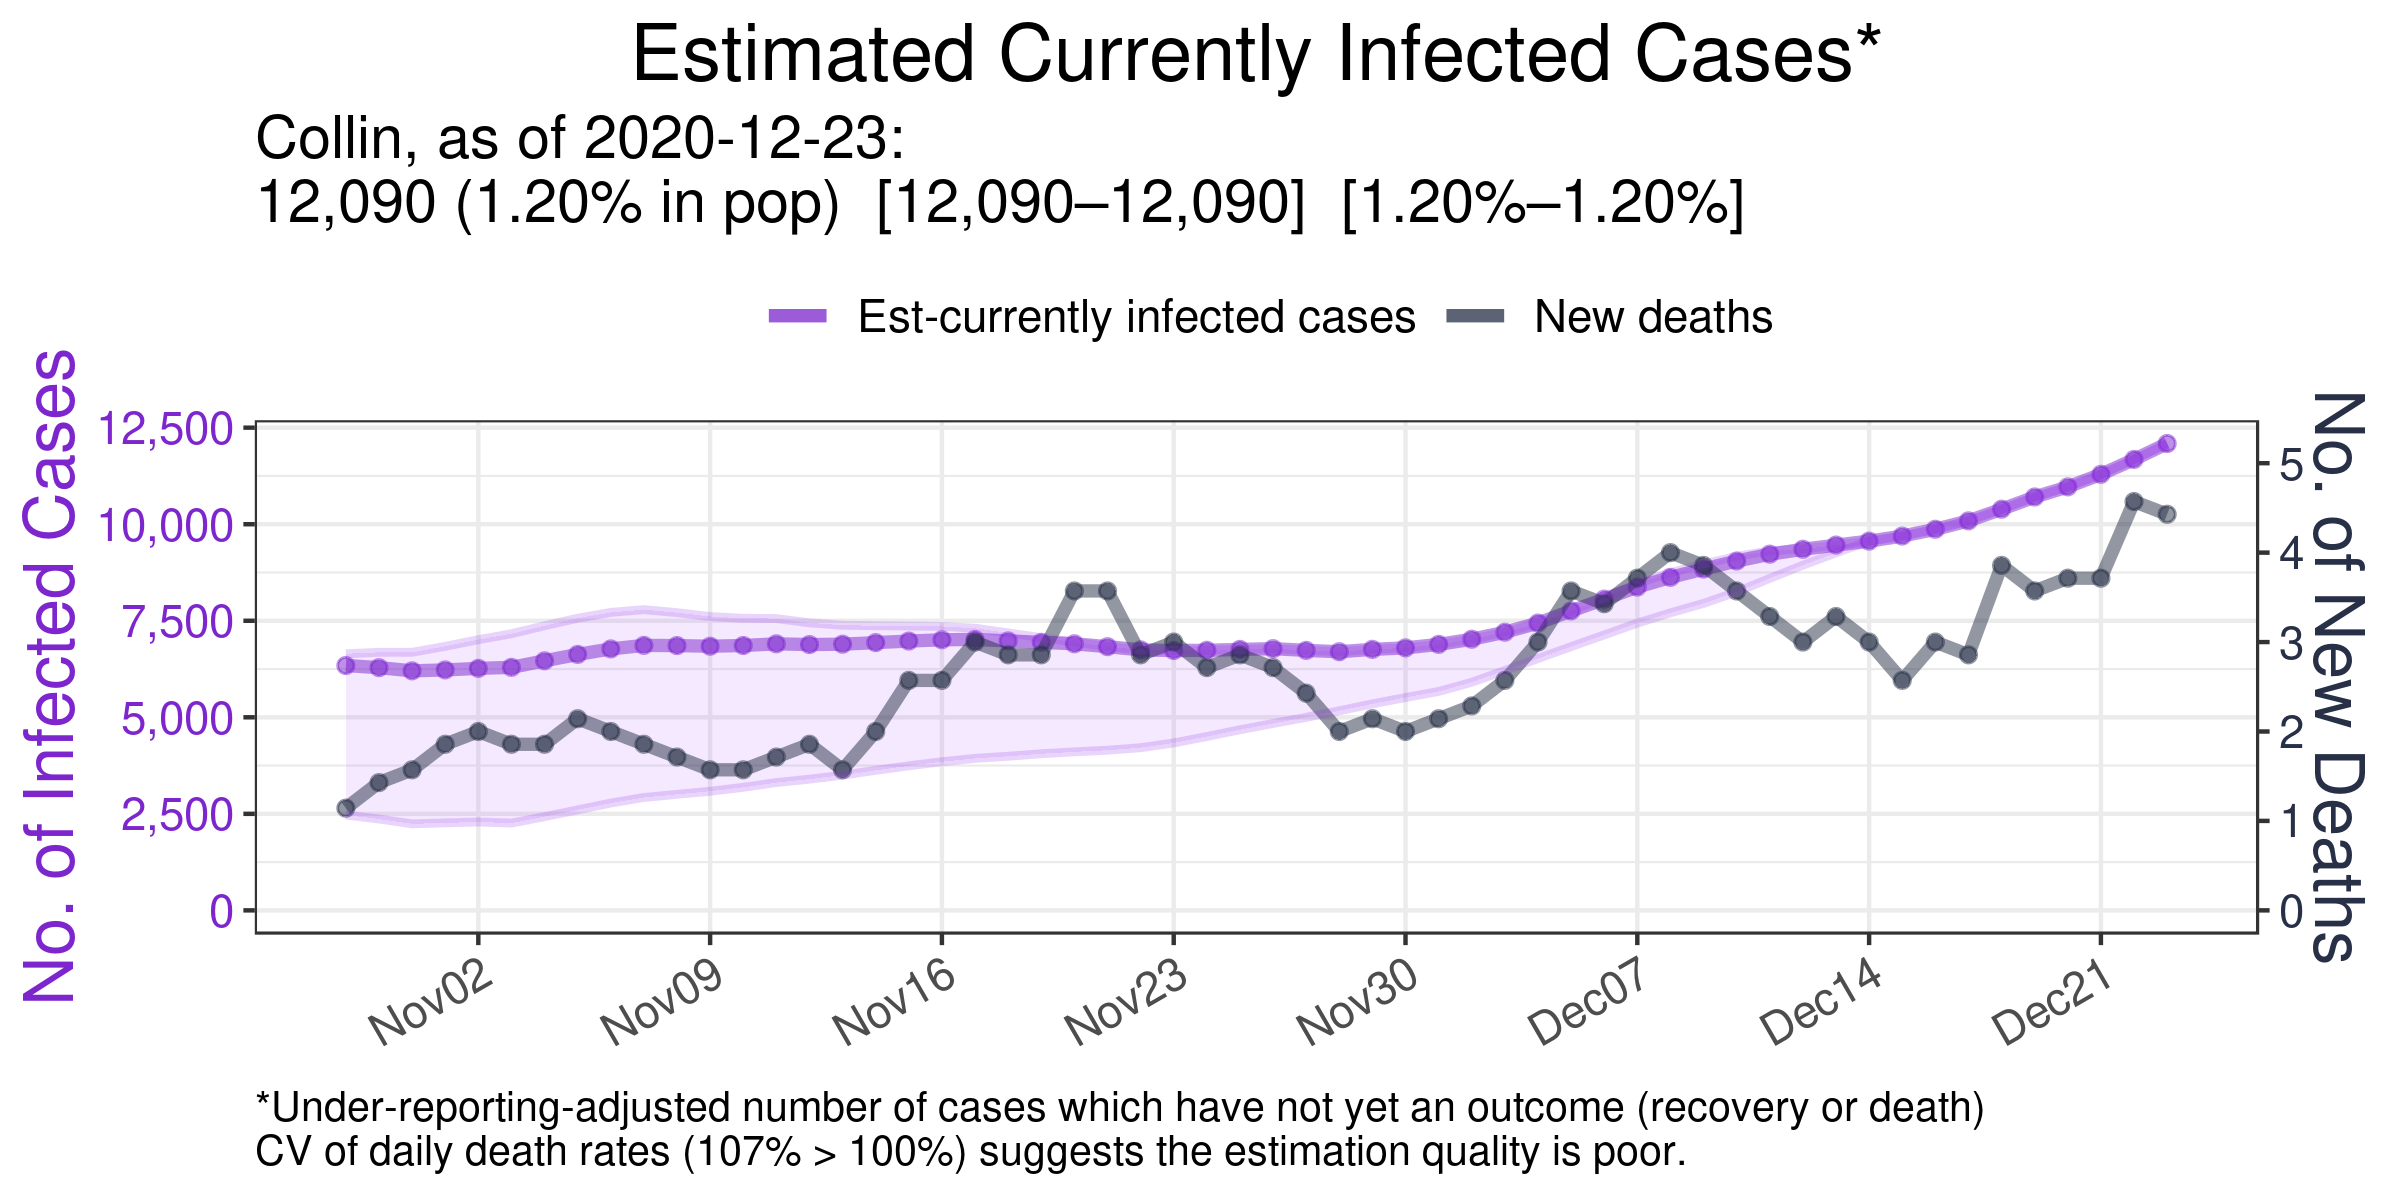 Estimated Currently Infected Cases*
Collin, as of 2020-12-23:
12,090 (1.20% in pop)  [12,090–12,090]  [1.20%–1.20%]
Est-currently infected cases
New deaths
No. of Infected Cases
12,500
10,000
7,500
5,000
2,500
0
No. of New Deaths
5
4
3
2
1
0
Nov02
Nov09
Nov16
Nov23
Nov30
Dec07
Dec14
Dec21
*Under-reporting-adjusted number of cases which have not yet an outcome (recovery or death)
CV of daily death rates (107% > 100%) suggests the estimation quality is poor.